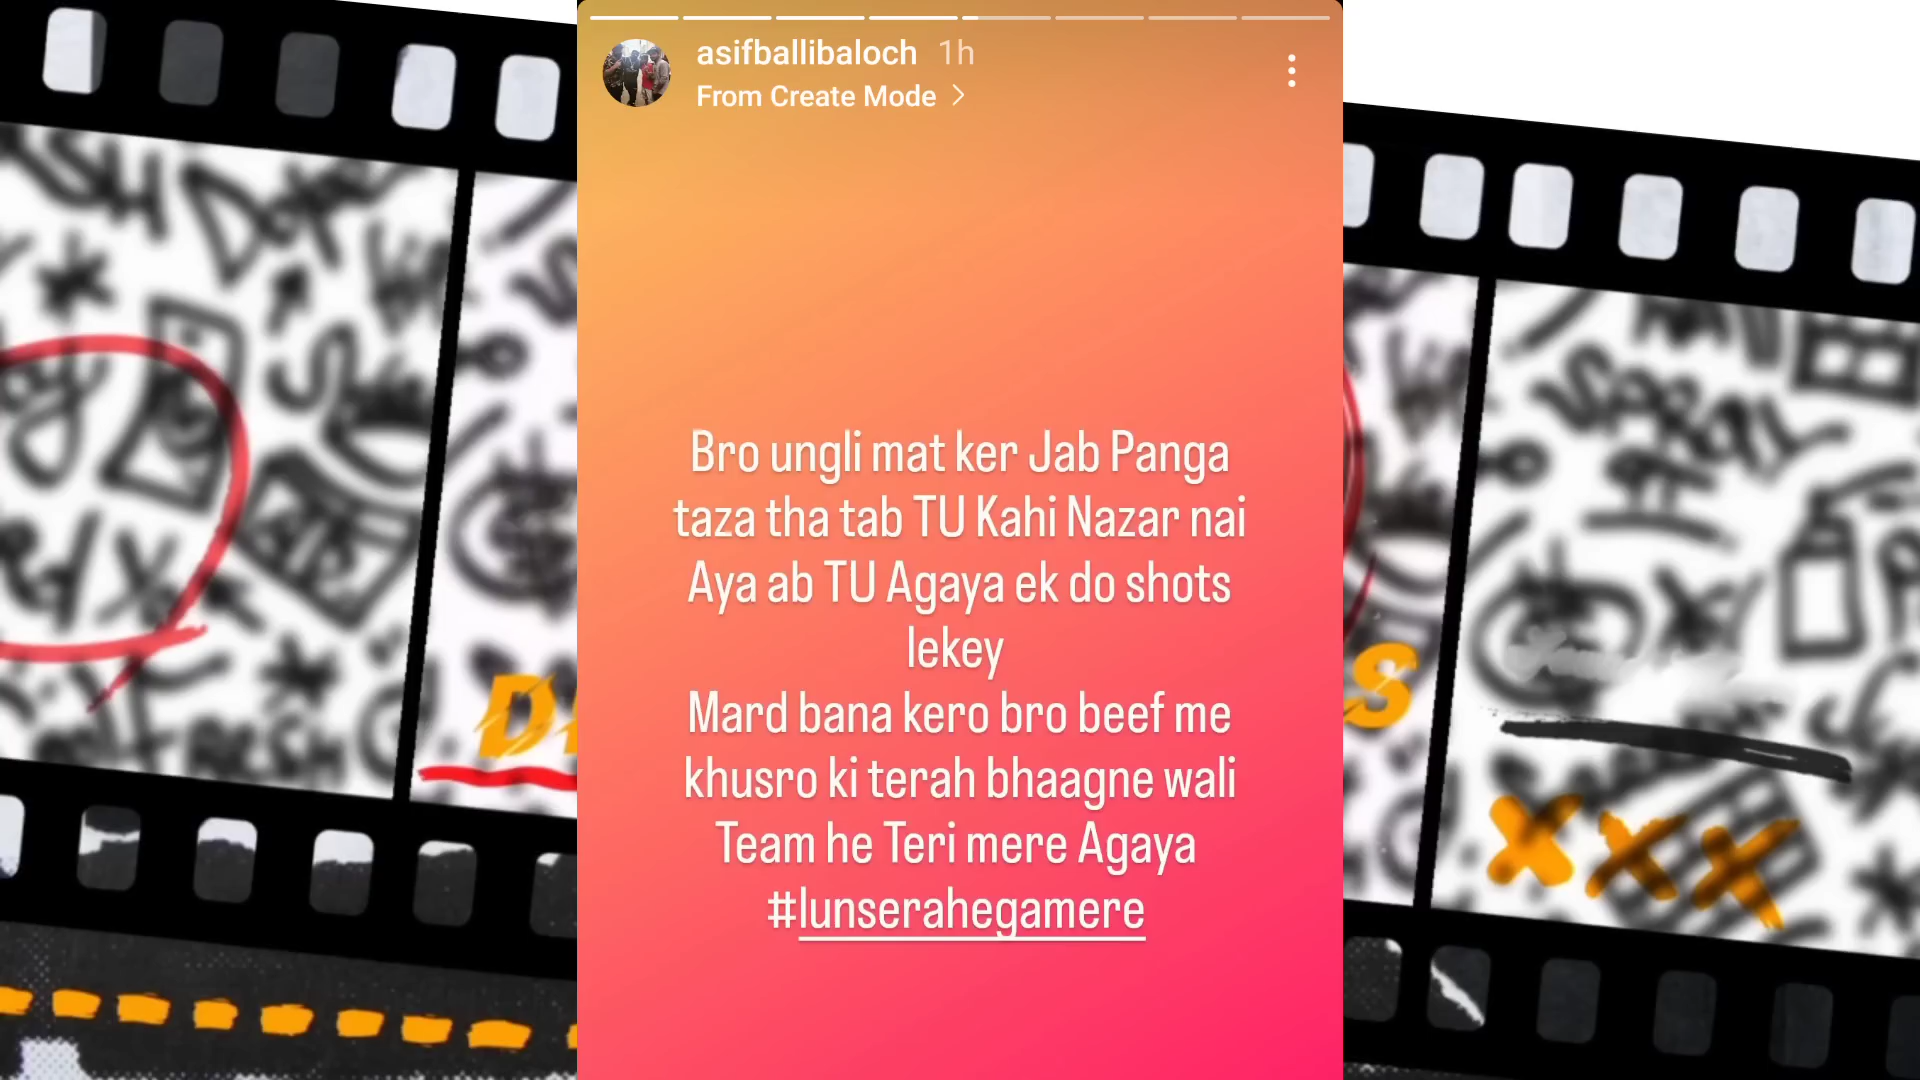 asifballibaloch 1h
From Create Mode
Bro ungli mat ker Jab Panga
taza tha tab TU Kahi Nazar nai
Aya ab TU Agaya ek do shots
lekey
Mard bana kero bro beef me
khusro ki terah bhaagne wali
Team he Teri mere Agaya
#lunserahegamere